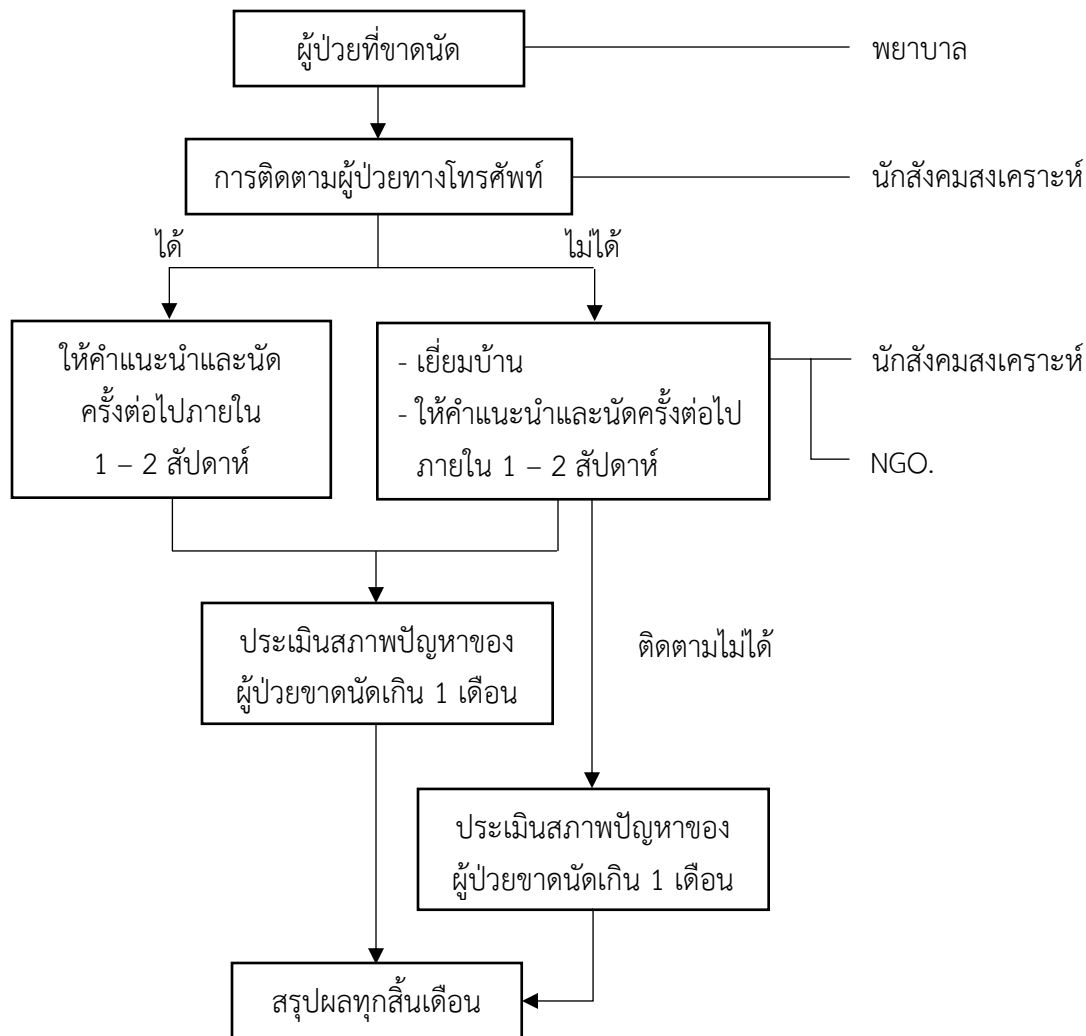 ผู้ป่วยที่ขาดนัด
พยาบาล
การติดตามผู้ป่วยทางโทรศัพท์
นักสังคมสงเคราะห์
ได้
ไม่ได้
ให้คำแนะนำและนัด
ครั้งต่อไปภายใน
1 – 2 สัปดาห์
- เยี่ยมบ้าน
- ให้คำแนะนำและนัดครั้งต่อไป
ภายใน 1 – 2 สัปดาห์
นักสังคมสงเคราะห์
NGO.
ประเมินสภาพปัญหาของ
ผู้ป่วยขาดนัดเกิน 1 เดือน
ติดตามไม่ได้
ประเมินสภาพปัญหาของ
ผู้ป่วยขาดนัดเกิน 1 เดือน
สรุปผลทุกสิ้นเดือน